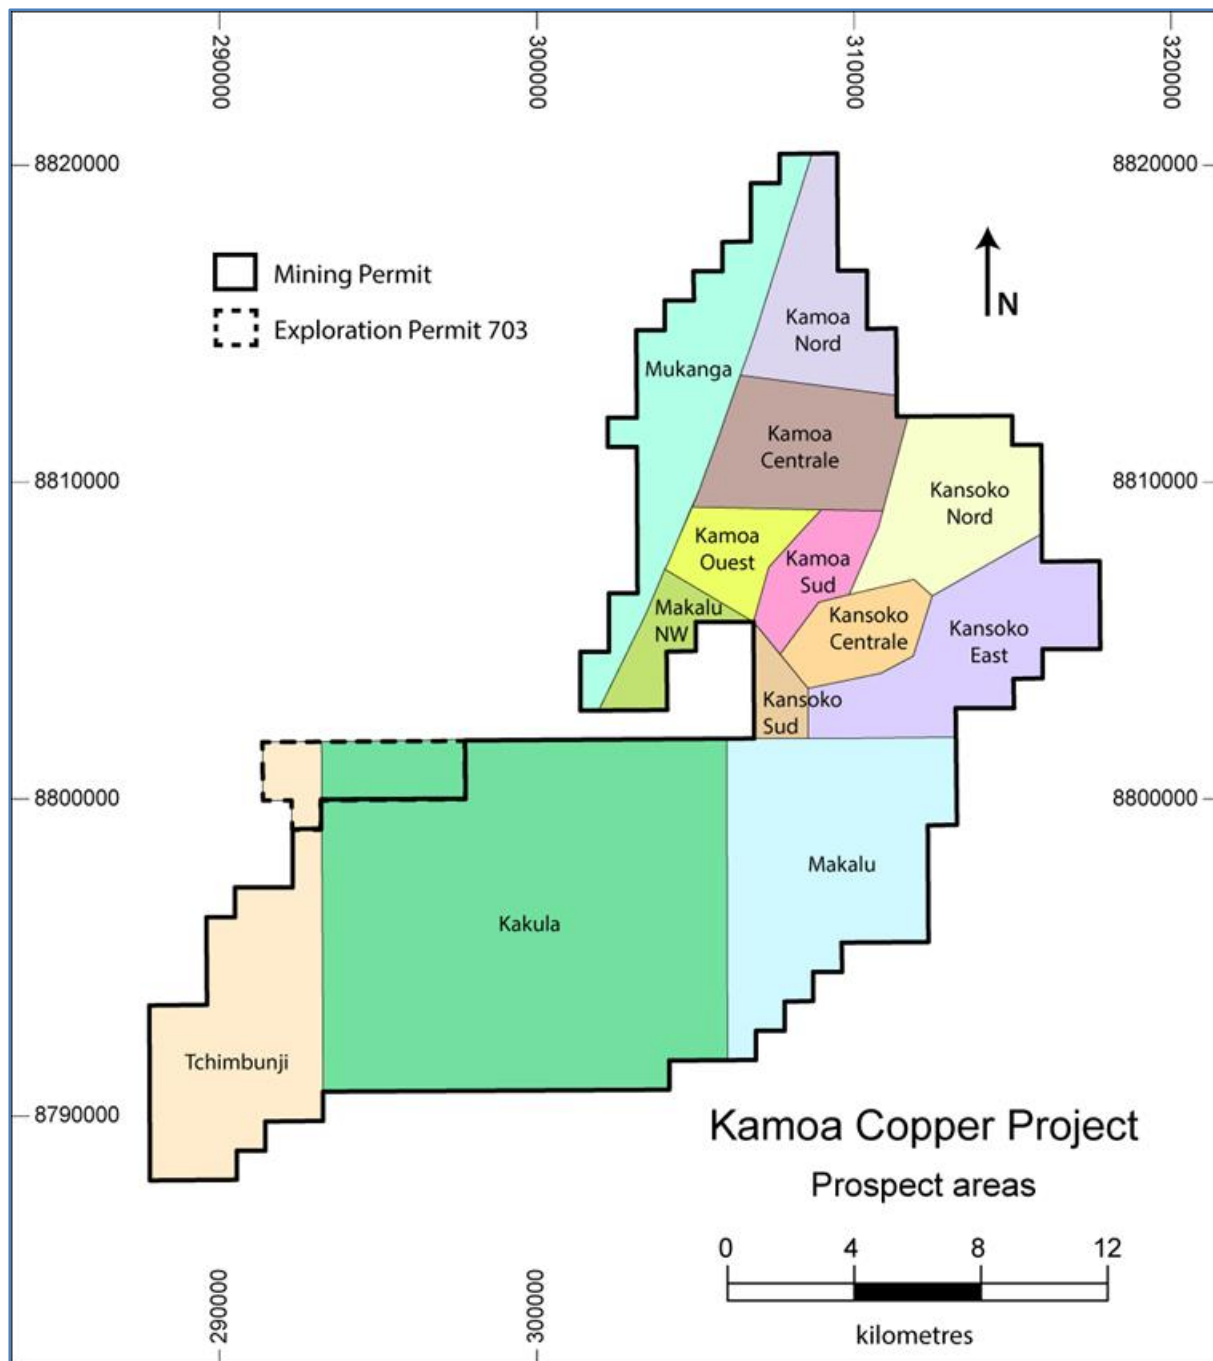 290000
300000
310000
320000
8820000
8820000
Mining Permit
Exploration Permit 703
N
Kamoa
Nord
Mukanga
Kamoa
Centrale
8810000
8810000
Kansoko
Nord
Kamoa
Ouest
Kamoa
Sud
Makalu
NW
Kansoko
Centrale
Kansoko
East
Kansoko
Sud
8800000
8800000
Makalu
Kakula
Tchimbunji
8790000
Kamoa Copper Project
Prospect areas
0 4 8 12
kilometres
290000
300000